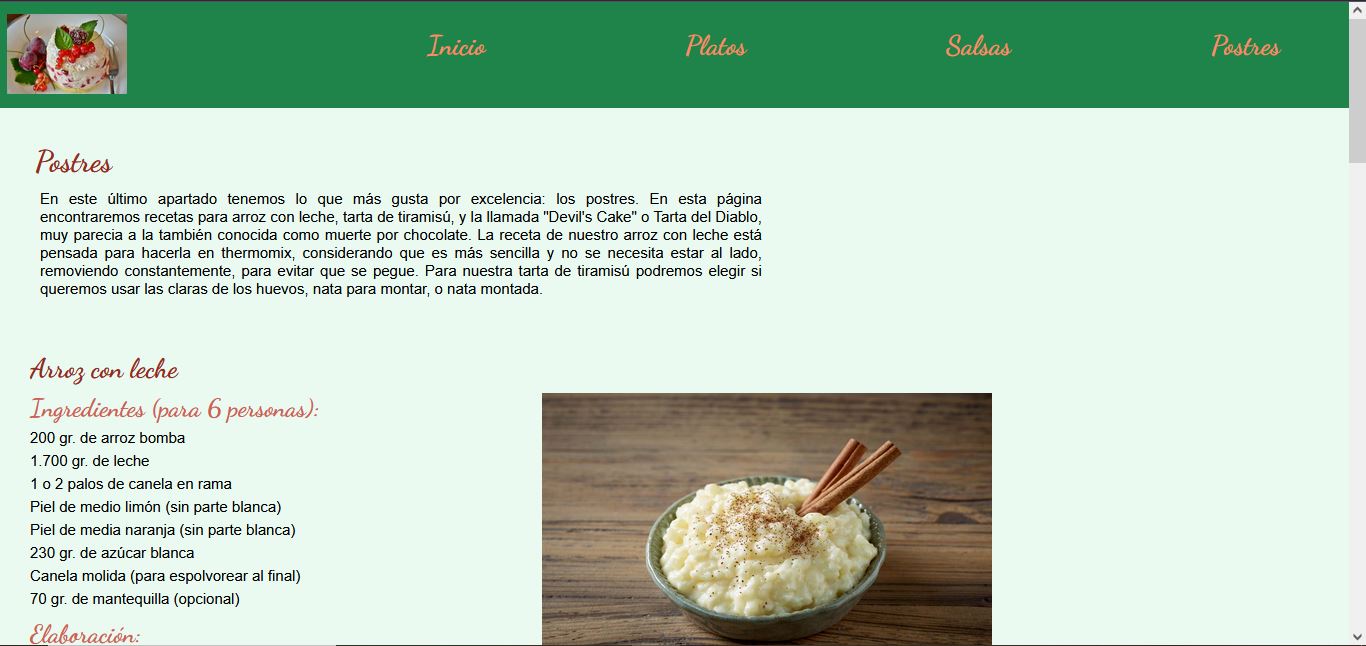 Inicio Platos Salsas Postres
Postres
En este último apartado tenemos lo que más gusta por excelencia: los postres. En esta página
encontraremos recetas para arroz con leche, tarta de tiramisú, y la llamada "Devil's Cake" o Tarta del Diablo,
muy parecia a la también conocida como muerte por chocolate. La receta de nuestro arroz con leche está
pensada para hacerla en thermomix, considerando que es más sencilla y no se necesita estar al lado,
removiendo constantemente, para evitar que se pegue. Para nuestra tarta de tiramisú podremos elegir si
queremos usar las claras de los huevos, nata para montar, o nata montada.
Arroz con leche
Ingredientes (para 6 personas):
200 gr. de arroz bomba
1.700 gr. de leche
1 o 2 palos de canela en rama
Piel de medio limón (sin parte blanca)
Piel de media naranja (sin parte blanca)
230 gr. de azúcar blanca
Canela molida (para espolvorear al final)
70 gr. de mantequilla (opcional)
Elaboración: